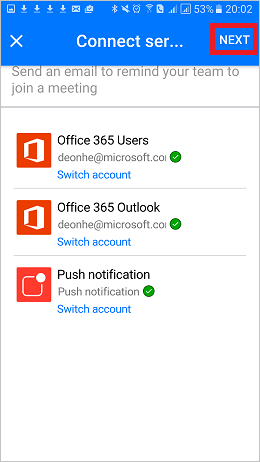 53% 20:02
Connect ser... NEXT
Send an email to remind your team to
join a meeting
Office 365 Users
deonhe@microsoft.co
Switch account
Office 365 Outlook
deonhe@microsoft.co
Switch account
Push notification
Push notification
Switch account